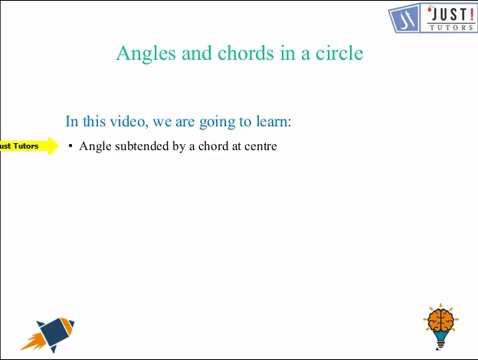 JUST!
TUTORS
Angles and chords in a circle
In this video, we are going to learn:
ust Tutors
• Angle subtended by a chord at centre